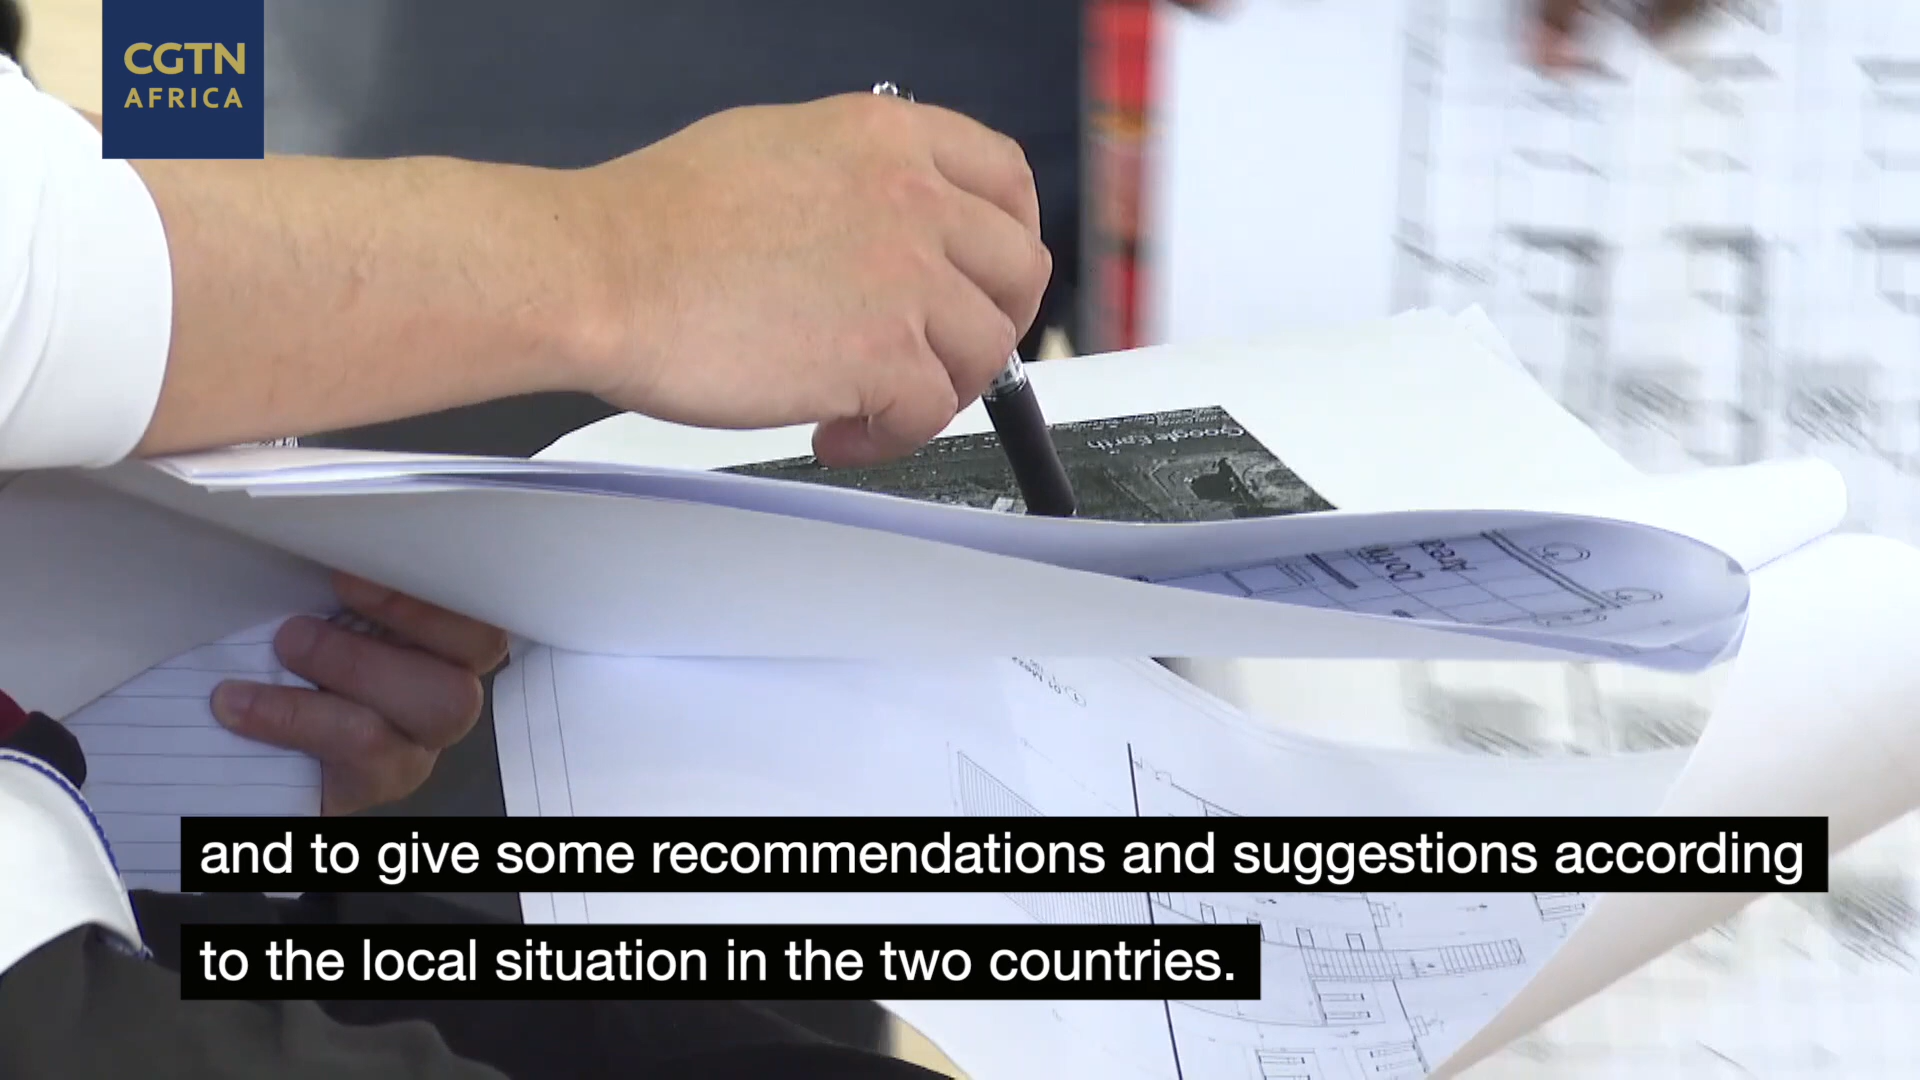 CGTN
AFRICA
Google Earth
Area
and to give some recommendations and suggestions according
to the local situation in the two countries.